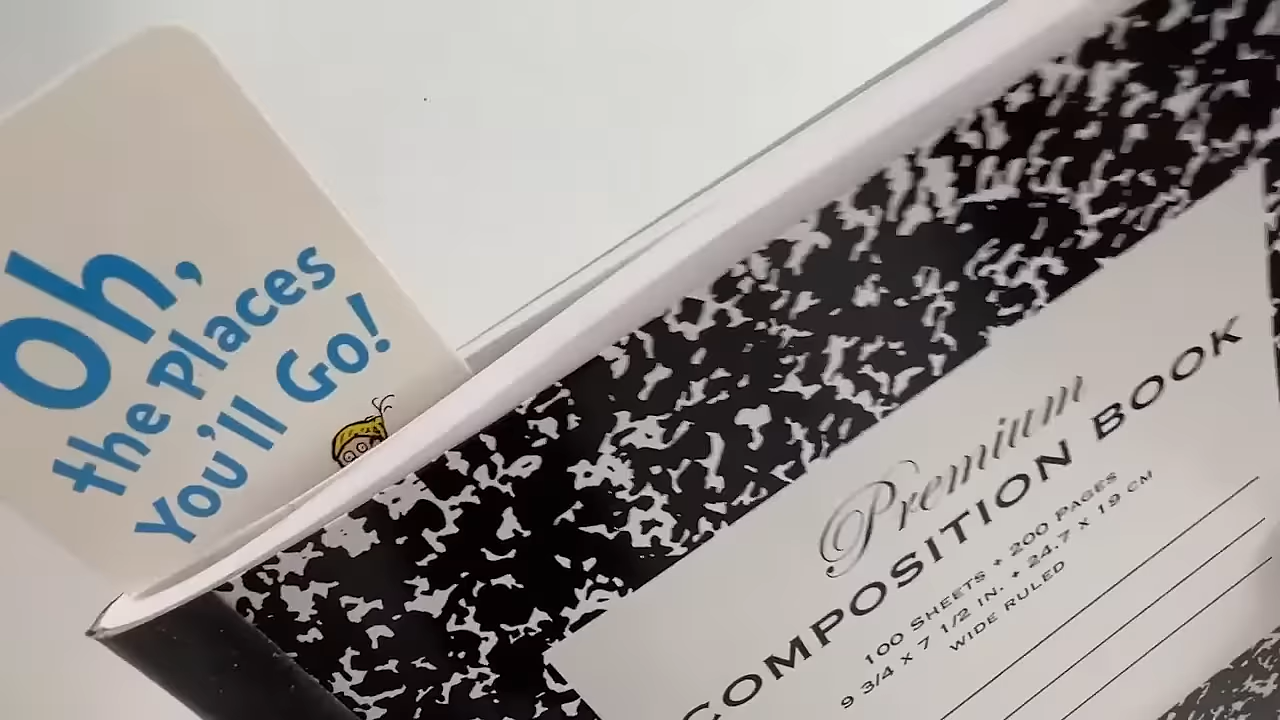 Oh,
the Places
You'll Go!
Premium
COMPOSITION BOOK
100 SHEETS • 200 PAGES
9 3/4 x 7 1/2 IN. • 24.7 x 19 CM
WIDE RULED